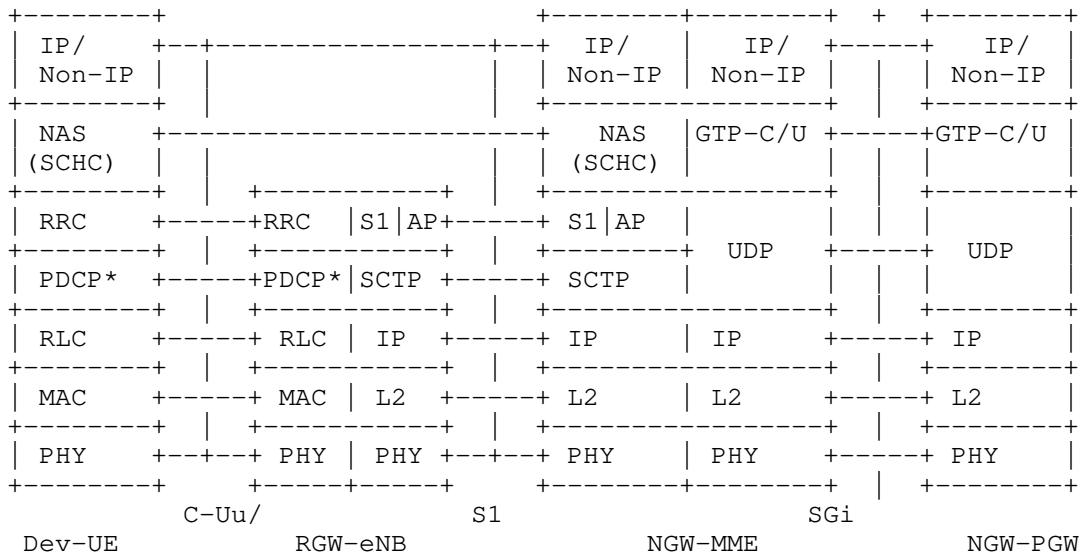 IP/ IP/ IP/ IP/
Non-IP Non-IP Non-IP Non-IP
NAS NAS GTP-C/U GTP-C/U
(SCHC) (SCHC)
RRC RRC S1|AP S1|AP
UDP UDP
PDCP* PDCP* SCTP SCTP
RLC RLC IP IP IP IP
MAC MAC L2 L2 L2 L2
PHY PHY PHY PHY PHY PHY
C-Uu/ S1 SGi
Dev-UE RGW-eNB NGW-MME NGW-PGW